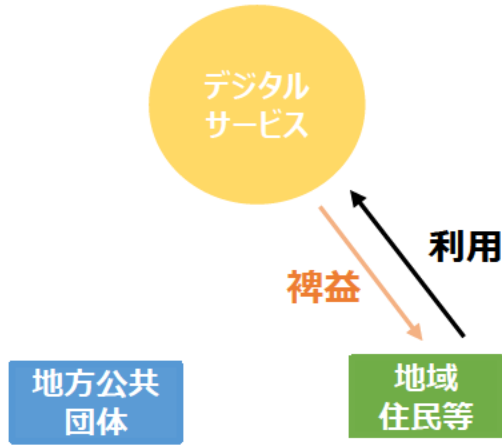 デジタル
サービス
利用
裨益
地方公共
団体
地域
住民等